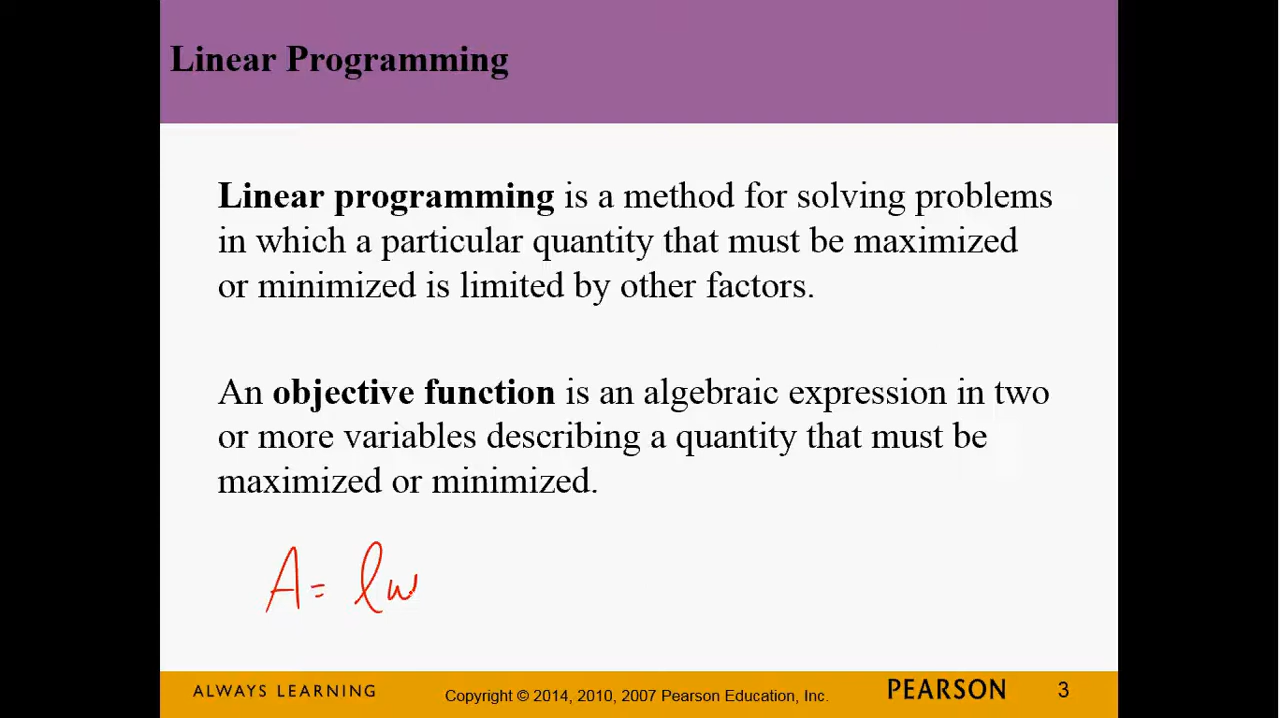 Linear Programming
Linear programming is a method for solving problems
in which a particular quantity that must be maximized
or minimized is limited by other factors.
An objective function is an algebraic expression in two
or more variables describing a quantity that must be
maximized or minimized.
A = lw
ALWAYS LEARNING
Copyright © 2014, 2010, 2007 Pearson Education, Inc.
PEARSON
3